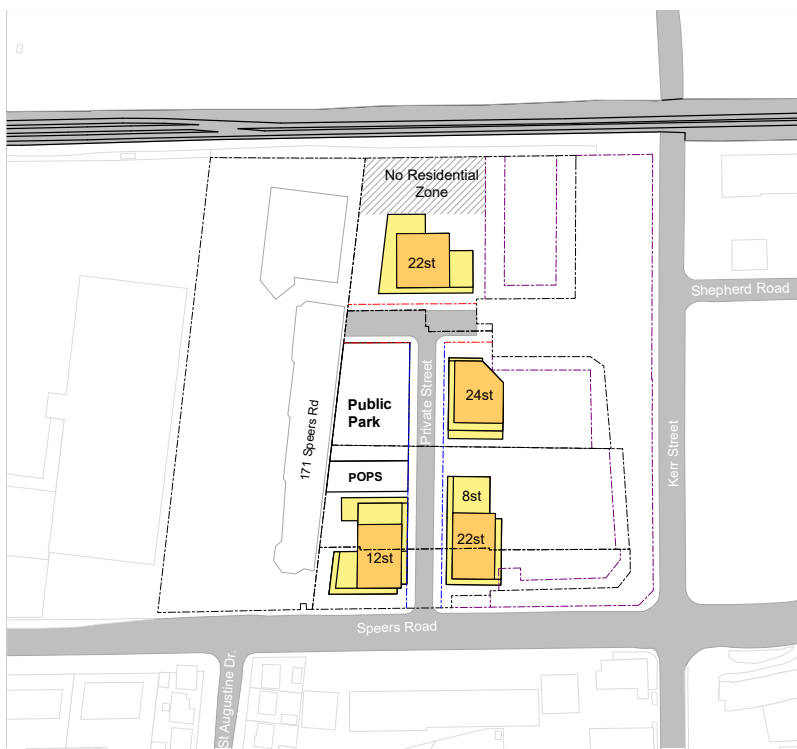 No Residential
Zone
22st
Shepherd Road
Private Street
Public
Park
24st
171 Speers Rd
Kerr Street
POPS
8st
22st
12st
Speers Road
St Augustine Dr.